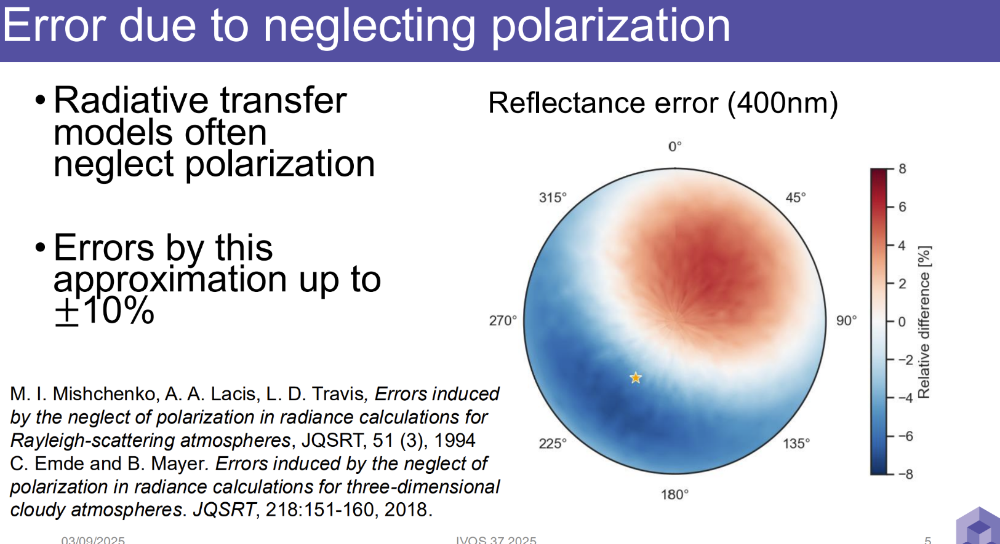 Error due to neglecting polarization
• Radiative transfer
models often
neglect polarization
• Errors by this
approximation up to
±10%
M. I. Mishchenko, A. A. Lacis, L. D. Travis, Errors induced
by the neglect of polarization in radiance calculations for
Rayleigh-scattering atmospheres, JQSRT, 51 (3), 1994
C. Emde and B. Mayer. Errors induced by the neglect of
polarization in radiance calculations for three-dimensional
cloudy atmospheres. JQSRT, 218:151-160, 2018.
Reflectance error (400nm)
0°
45°
90°
135°
180°
225°
270°
315°
8
6
4
2
0
−2
−4
−6
−8
Relative difference [%]
03/09/2025
IVOS 37 2025
5